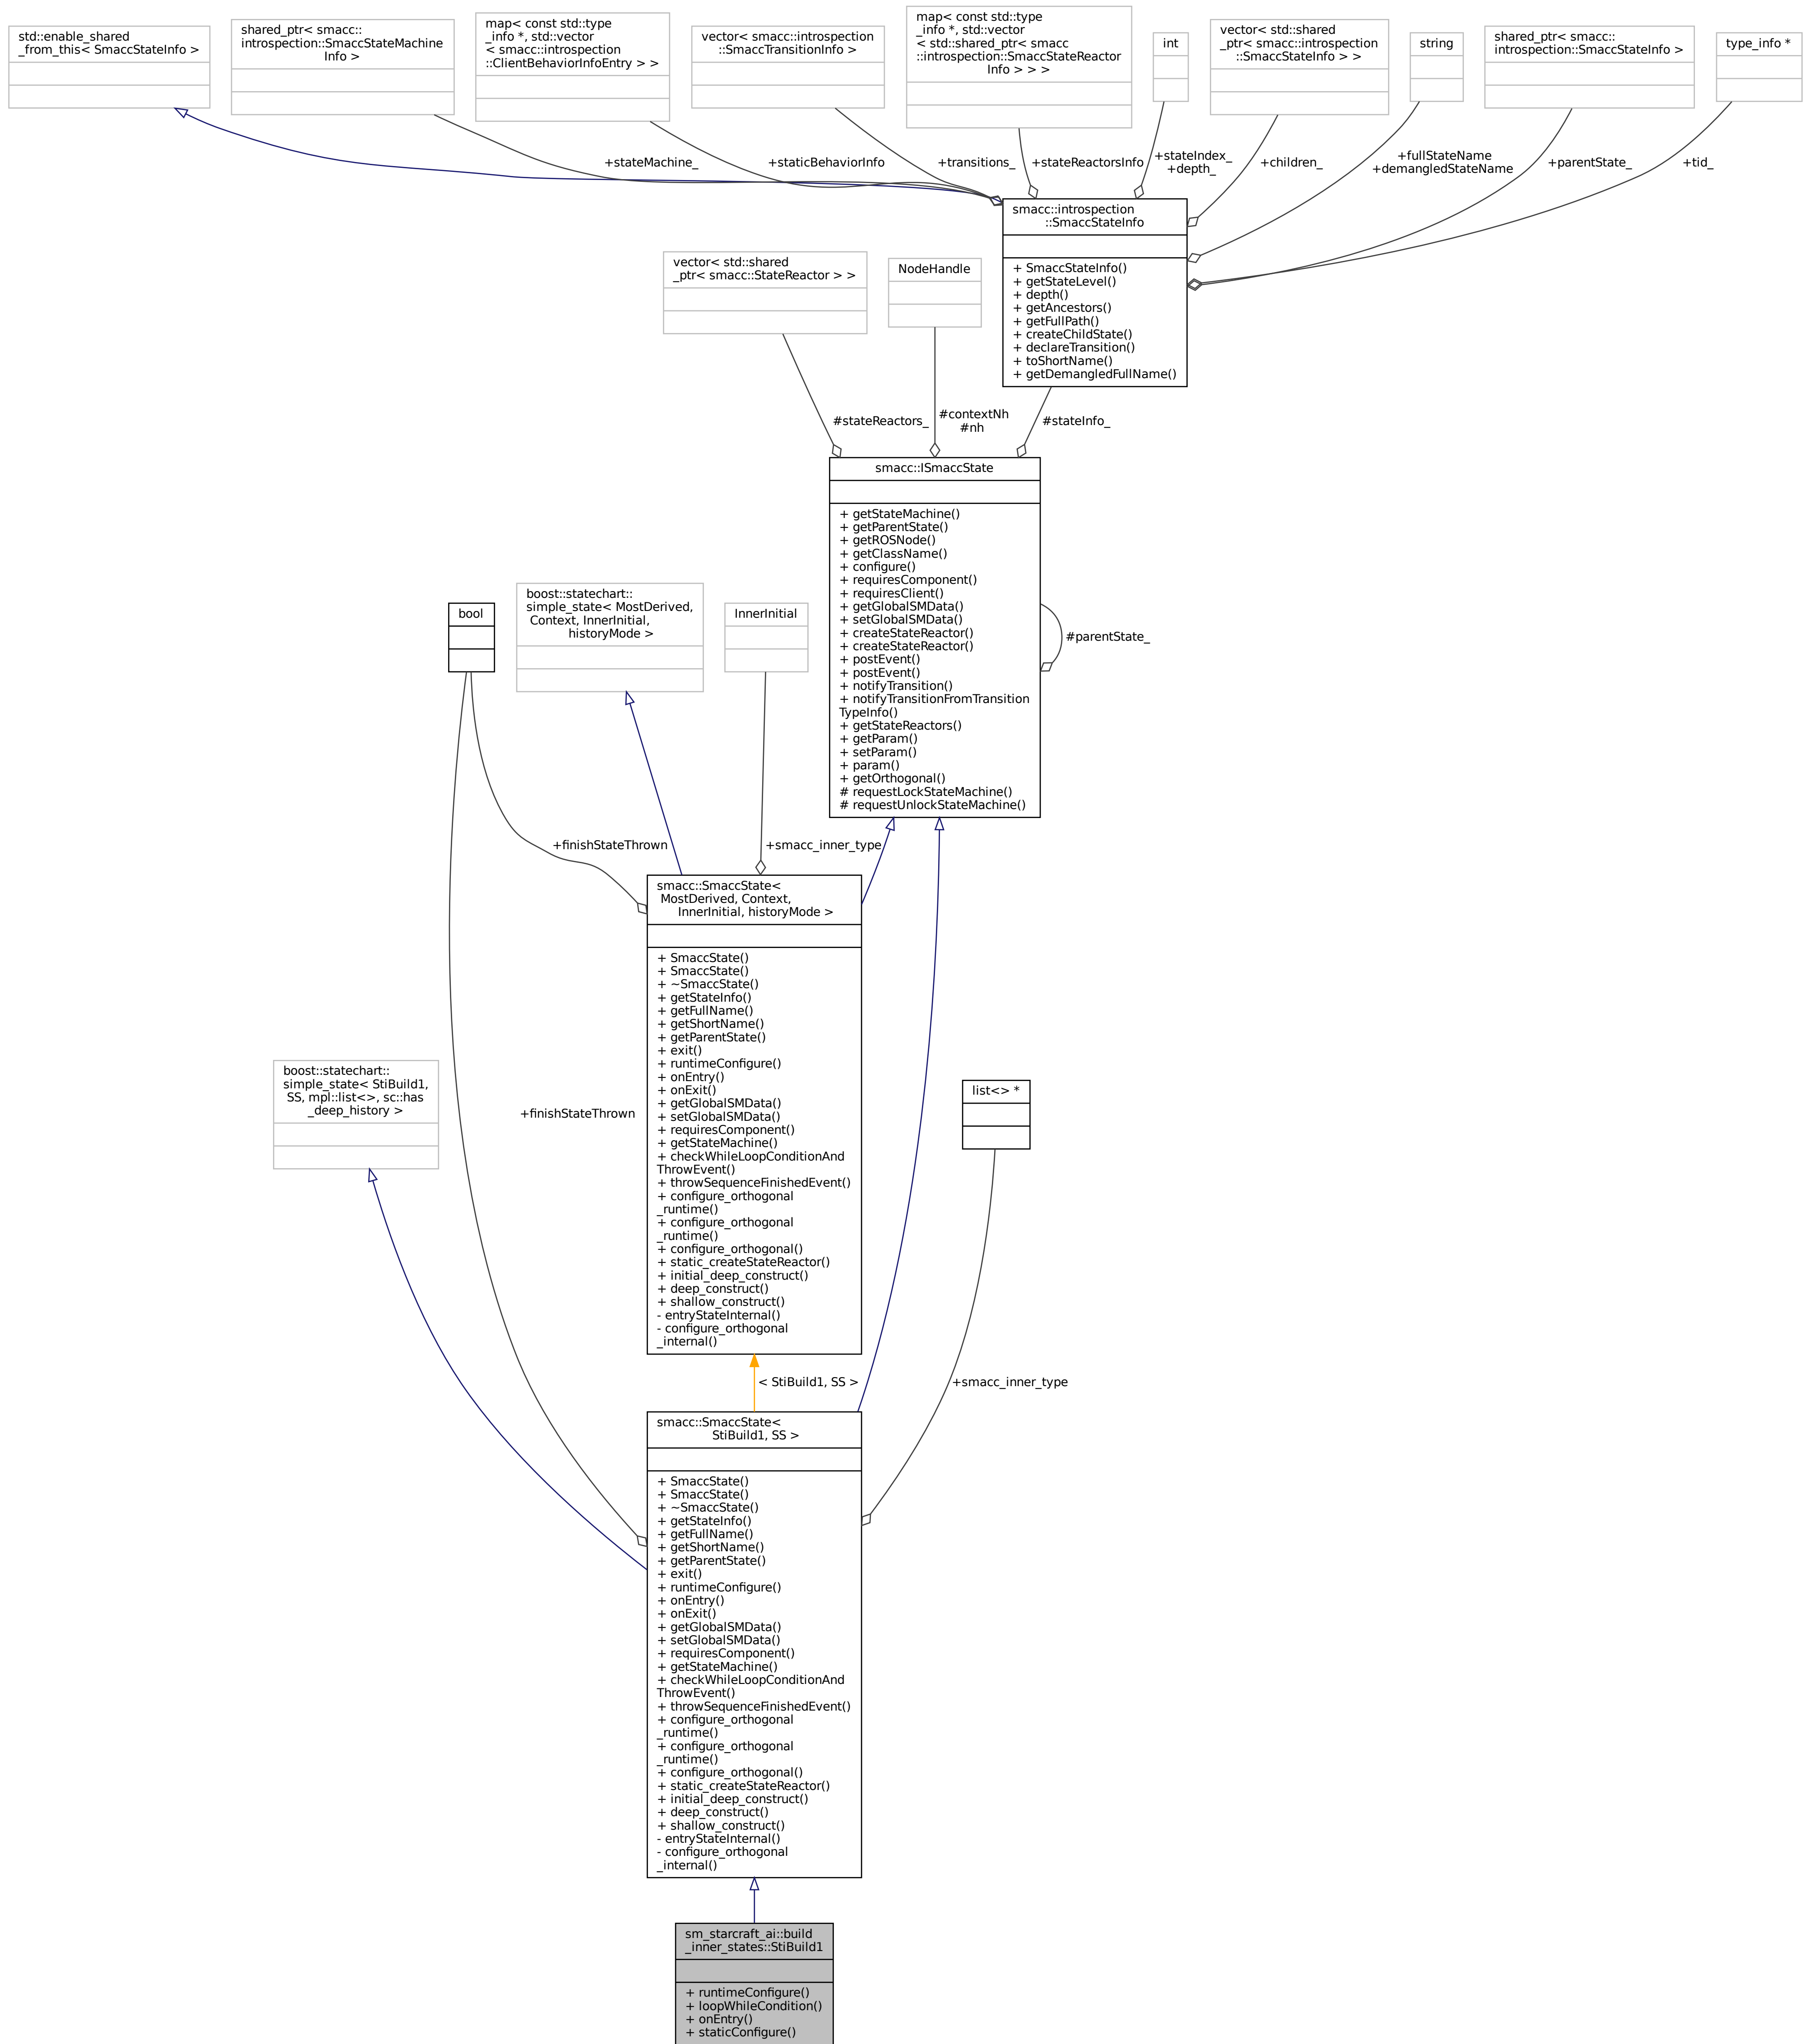 std::enable_shared
_from_this< SmaccStateInfo >
shared_ptr< smacc::
introspection::SmaccStateMachine
Info >
map< const std::type
_info *, std::vector
< smacc::introspection
::ClientBehaviorInfoEntry > >
vector< smacc::introspection
::SmaccTransitionInfo >
map< const std::type
_info *, std::vector
< std::shared_ptr< smacc
::introspection::SmaccStateReactor
Info > > >
int
vector< std::shared
_ptr< smacc::introspection
::SmaccStateInfo > >
string
shared_ptr< smacc::
introspection::SmaccStateInfo >
type_info *
+stateMachine_
+staticBehaviorInfo
+transitions_
+stateReactorsInfo
+stateIndex_
+depth_
+children_
+fullStateName
+demangledStateName
+parentState_
+tid_
smacc::introspection
::SmaccStateInfo
+ SmaccStateInfo()
+ getStateLevel()
+ depth()
+ getAncestors()
+ getFullPath()
+ createChildState()
+ declareTransition()
+ toShortName()
+ getDemangledFullName()
vector< std::shared
_ptr< smacc::StateReactor > >
NodeHandle
#stateReactors_
#contextNh
#nh
#stateInfo_
smacc::ISmaccState
+ getStateMachine()
+ getParentState()
+ getROSNode()
+ getClassName()
+ configure()
+ requiresComponent()
+ requiresClient()
+ getGlobalSMData()
+ setGlobalSMData()
+ createStateReactor()
+ createStateReactor()
+ postEvent()
+ postEvent()
+ notifyTransition()
+ notifyTransitionFromTransition
TypeInfo()
+ getStateReactors()
+ getParam()
+ setParam()
+ param()
+ getOrthogonal()
# requestLockStateMachine()
# requestUnlockStateMachine()
#parentState_
bool
boost::statechart::
simple_state< MostDerived,
Context, InnerInitial,
historyMode >
InnerInitial
+finishStateThrown
+smacc_inner_type
smacc::SmaccState<
MostDerived, Context,
InnerInitial, historyMode >
+ SmaccState()
+ SmaccState()
+ ~SmaccState()
+ getStateInfo()
+ getFullName()
+ getShortName()
+ getParentState()
+ exit()
+ runtimeConfigure()
+ onEntry()
+ onExit()
+ getGlobalSMData()
+ setGlobalSMData()
+ requiresComponent()
+ getStateMachine()
+ checkWhileLoopConditionAnd
ThrowEvent()
+ throwSequenceFinishedEvent()
+ configure_orthogonal
_runtime()
+ configure_orthogonal
_runtime()
+ configure_orthogonal()
+ static_createStateReactor()
+ initial_deep_construct()
+ deep_construct()
+ shallow_construct()
- entryStateInternal()
- configure_orthogonal
_internal()
boost::statechart::
simple_state< StiBuild1,
SS, mpl::list<>, sc::has
_deep_history >
+finishStateThrown
list<> *
< StiBuild1, SS >
+smacc_inner_type
smacc::SmaccState<
StiBuild1, SS >
+ SmaccState()
+ SmaccState()
+ ~SmaccState()
+ getStateInfo()
+ getFullName()
+ getShortName()
+ getParentState()
+ exit()
+ runtimeConfigure()
+ onEntry()
+ onExit()
+ getGlobalSMData()
+ setGlobalSMData()
+ requiresComponent()
+ getStateMachine()
+ checkWhileLoopConditionAnd
ThrowEvent()
+ throwSequenceFinishedEvent()
+ configure_orthogonal
_runtime()
+ configure_orthogonal
_runtime()
+ configure_orthogonal()
+ static_createStateReactor()
+ initial_deep_construct()
+ deep_construct()
+ shallow_construct()
- entryStateInternal()
- configure_orthogonal
_internal()
sm_starcraft_ai::build
_inner_states::StiBuild1
+ runtimeConfigure()
+ loopWhileCondition()
+ onEntry()
+ staticConfigure()